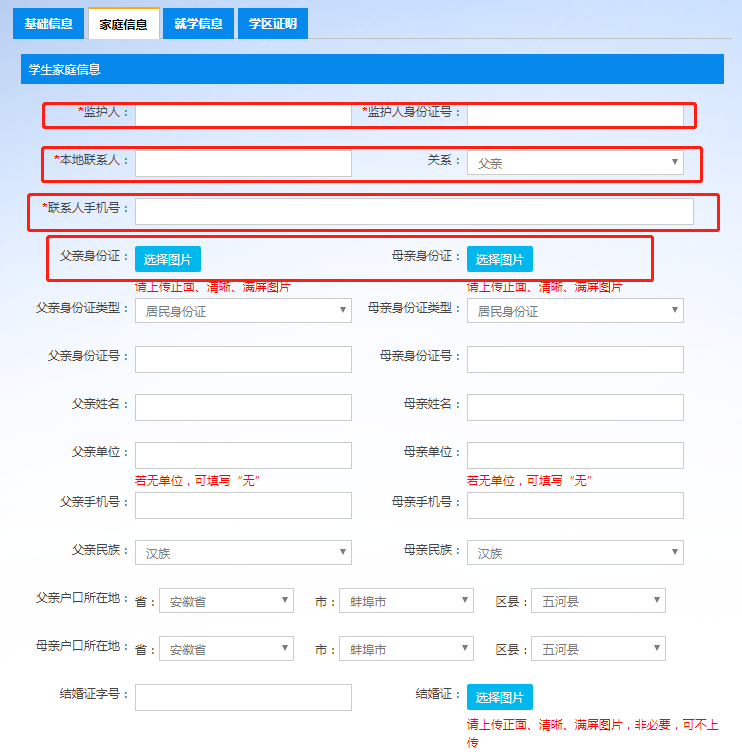 基础信息 家庭信息 就学信息 学区证明
学生家庭信息
*监护人： *监护人身份证号：
*本地联系人： 关系： 父亲
*联系人手机号：
父亲身份证： 选择图片 母亲身份证： 选择图片
请上传正面、清晰、满屏图片 请上传正面、清晰、满屏图片
父亲身份证类型： 居民身份证 母亲身份证类型： 居民身份证
父亲身份证号： 母亲身份证号：
父亲姓名： 母亲姓名：
父亲单位： 母亲单位：
若无单位，可填写“无” 若无单位，可填写“无”
父亲手机号： 母亲手机号：
父亲民族： 汉族 母亲民族： 汉族
父亲户口所在地： 省： 安徽省 市： 蚌埠市 区县： 五河县
母亲户口所在地： 省： 安徽省 市： 蚌埠市 区县： 五河县
结婚证字号： 结婚证： 选择图片
请上传正面、清晰、满屏图片，非必要，可不上
传